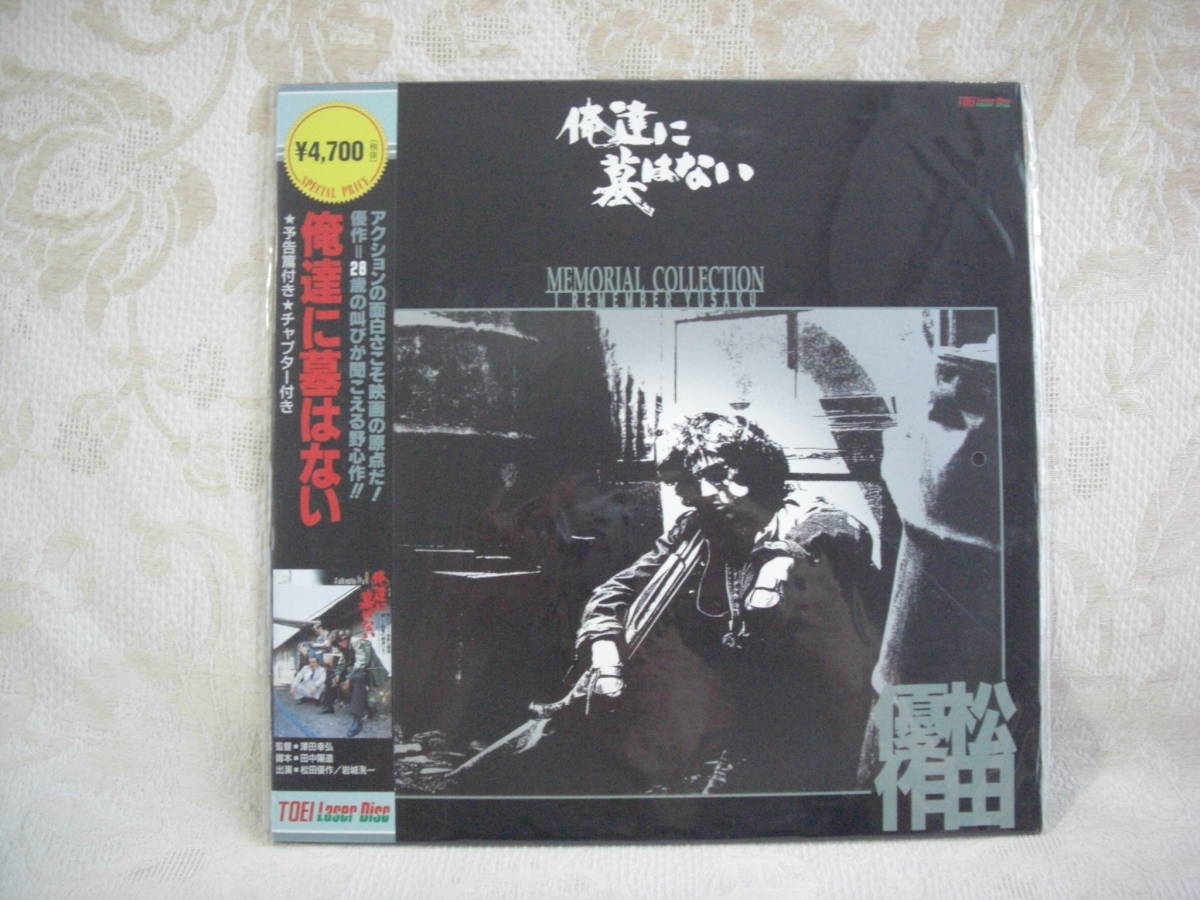 ¥4,700
(税抜)
SPECIAL PRICE
アクションの面白さこそ映画の原点だ!
優作=28歳の叫びが聞こえる野心作!!
俺達に墓はない
★予告篇付き★チャプター付き
監督■澤田幸弘
脚本■田中陽造
出演■松田優作/岩城滉一
TOEI Laser Disc
TOEI Laser Disc
俺達に
墓はない
MEMORIAL COLLECTION
I REMEMBER YUSAKU
松田
優作